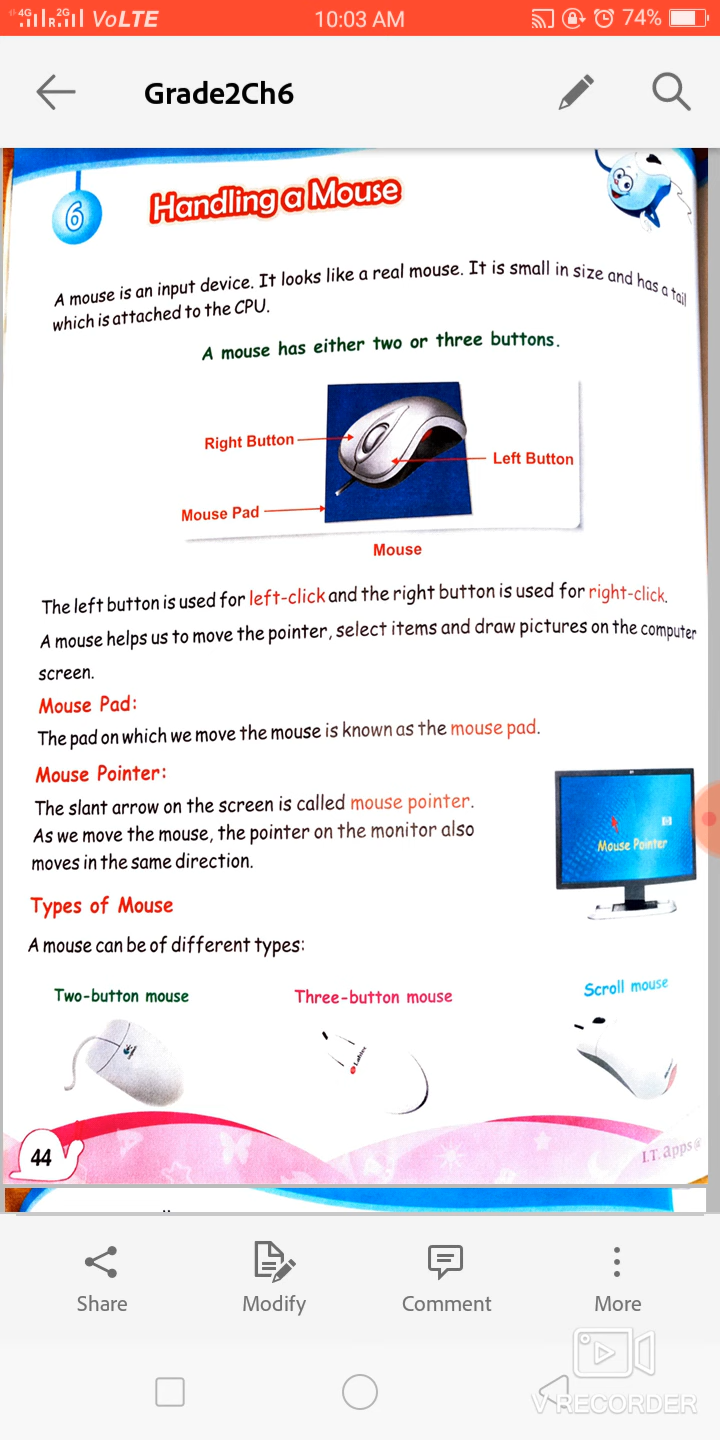 4G R 2G VoLTE 10:03 AM 74%
Grade2Ch6
6 Handling a Mouse
A mouse is an input device. It looks like a real mouse. It is small in size and has a tail
which is attached to the CPU.
A mouse has either two or three buttons.
Right Button
Left Button
Mouse Pad
Mouse
The left button is used for left-click and the right button is used for right-click.
A mouse helps us to move the pointer, select items and draw pictures on the computer
screen.
Mouse Pad:
The pad on which we move the mouse is known as the mouse pad.
Mouse Pointer:
The slant arrow on the screen is called mouse pointer.
As we move the mouse, the pointer on the monitor also
moves in the same direction.
Mouse Pointer
Types of Mouse
A mouse can be of different types:
Two-button mouse Three-button mouse Scroll mouse
44
I.T. apps@
Share Modify Comment More
V RECORDER